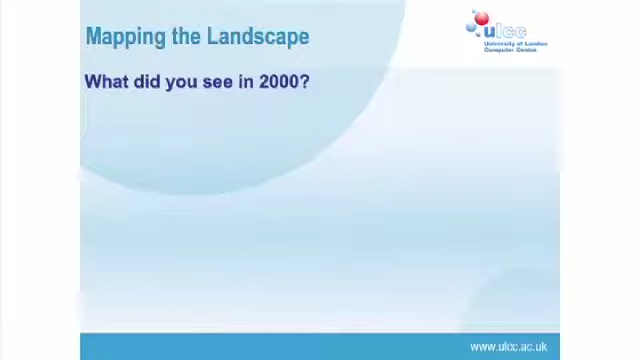 Mapping the Landscape
ulcc
University of London
Computer Centre
What did you see in 2000?
www.ulcc.ac.uk